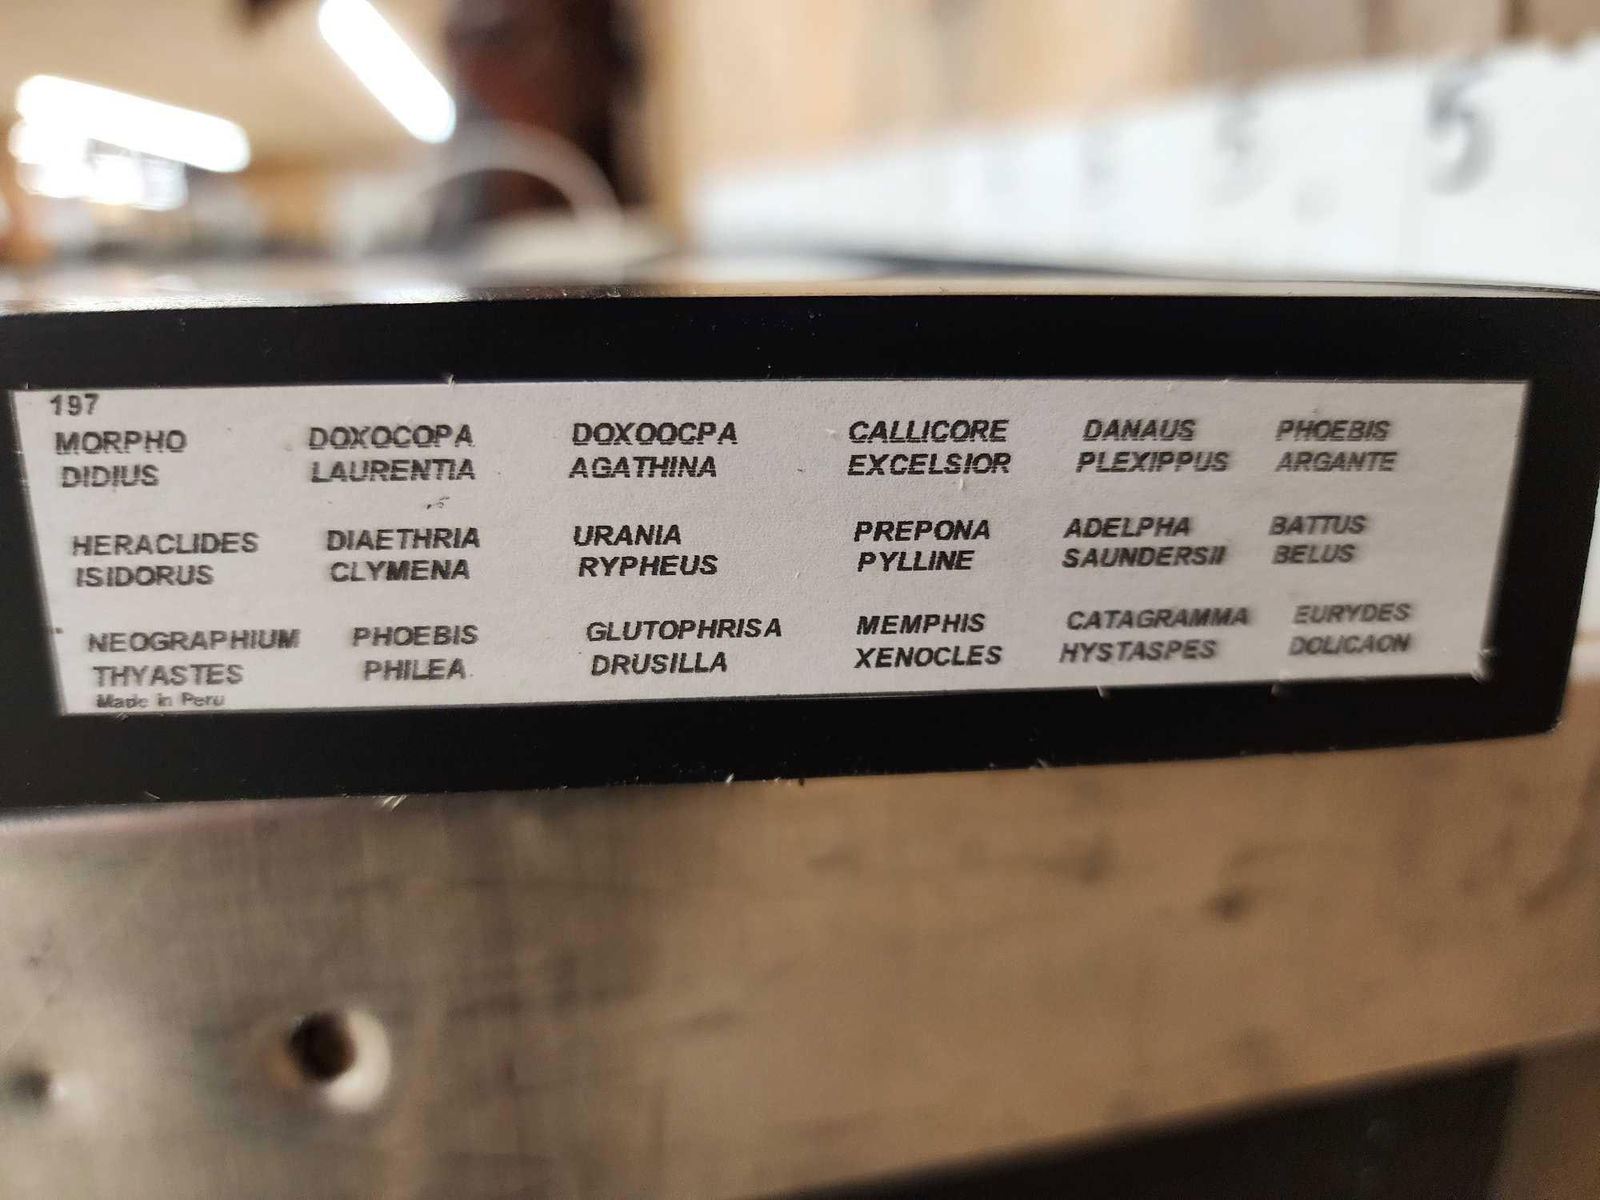 197
MORPHO DOXOCOPA DOXOOCPA CALLICORE DANAUS PHOEBIS
DIDIUS LAURENTIA AGATHINA EXCELSIOR PLEXIPPUS ARGANTE
HERACLIDES DIAETHRIA URANIA PREPONA ADELPHA BATTUS
ISIDORUS CLYMENA RYPHEUS PYLLINE SAUNDERSII BELUS
NEOGRAPHIUM PHOEBIS GLUTOPHRISA MEMPHIS CATAGRAMMA EURYDES
THYASTES PHILEA. DRUSILLA XENOCLES HYSTASPES DOLICAON
Made in Peru
5
5